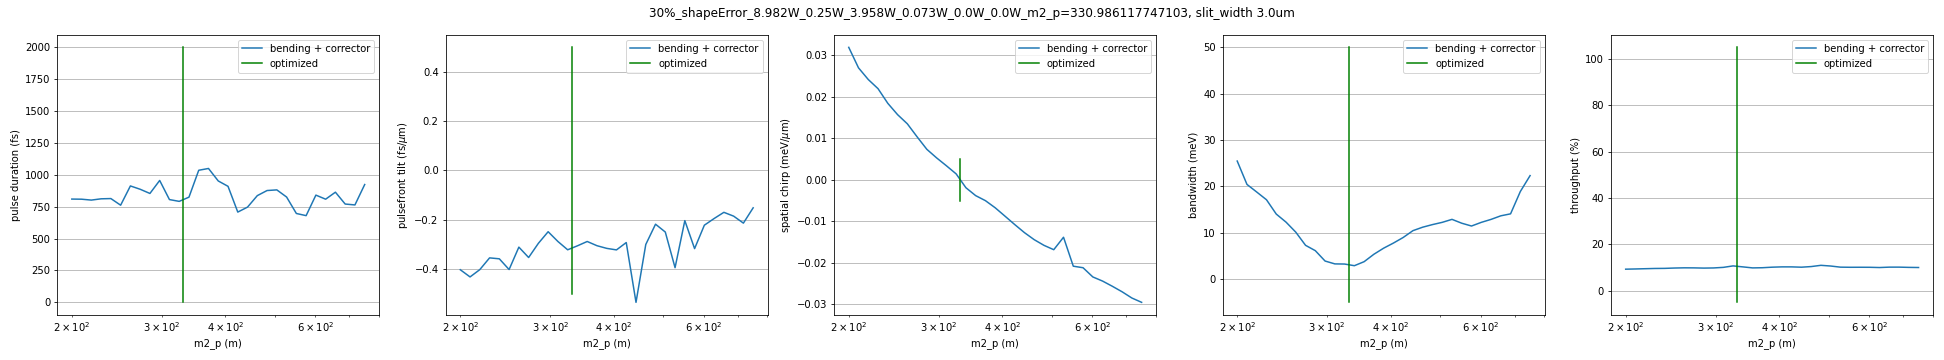 30%_shapeError_8.982W_0.25W_3.958W_0.073W_0.0W_0.0W_m2_p=330.986117747103, slit_width 3.0um
pulse duration (fs)
2000
1750
1500
1250
1000
750
500
250
0
bending + corrector
optimized
2 × 10²
3 × 10²
4 × 10²
6 × 10²
m2_p (m)
pulsefront tilt (fs/μm)
0.4
0.2
0.0
−0.2
−0.4
bending + corrector
optimized
2 × 10²
3 × 10²
4 × 10²
6 × 10²
m2_p (m)
spatial chirp (meV/μm)
0.03
0.02
0.01
0.00
−0.01
−0.02
−0.03
bending + corrector
optimized
2 × 10²
3 × 10²
4 × 10²
6 × 10²
m2_p (m)
bandwidth (meV)
50
40
30
20
10
0
bending + corrector
optimized
2 × 10²
3 × 10²
4 × 10²
6 × 10²
m2_p (m)
throughput (%)
100
80
60
40
20
0
bending + corrector
optimized
2 × 10²
3 × 10²
4 × 10²
6 × 10²
m2_p (m)